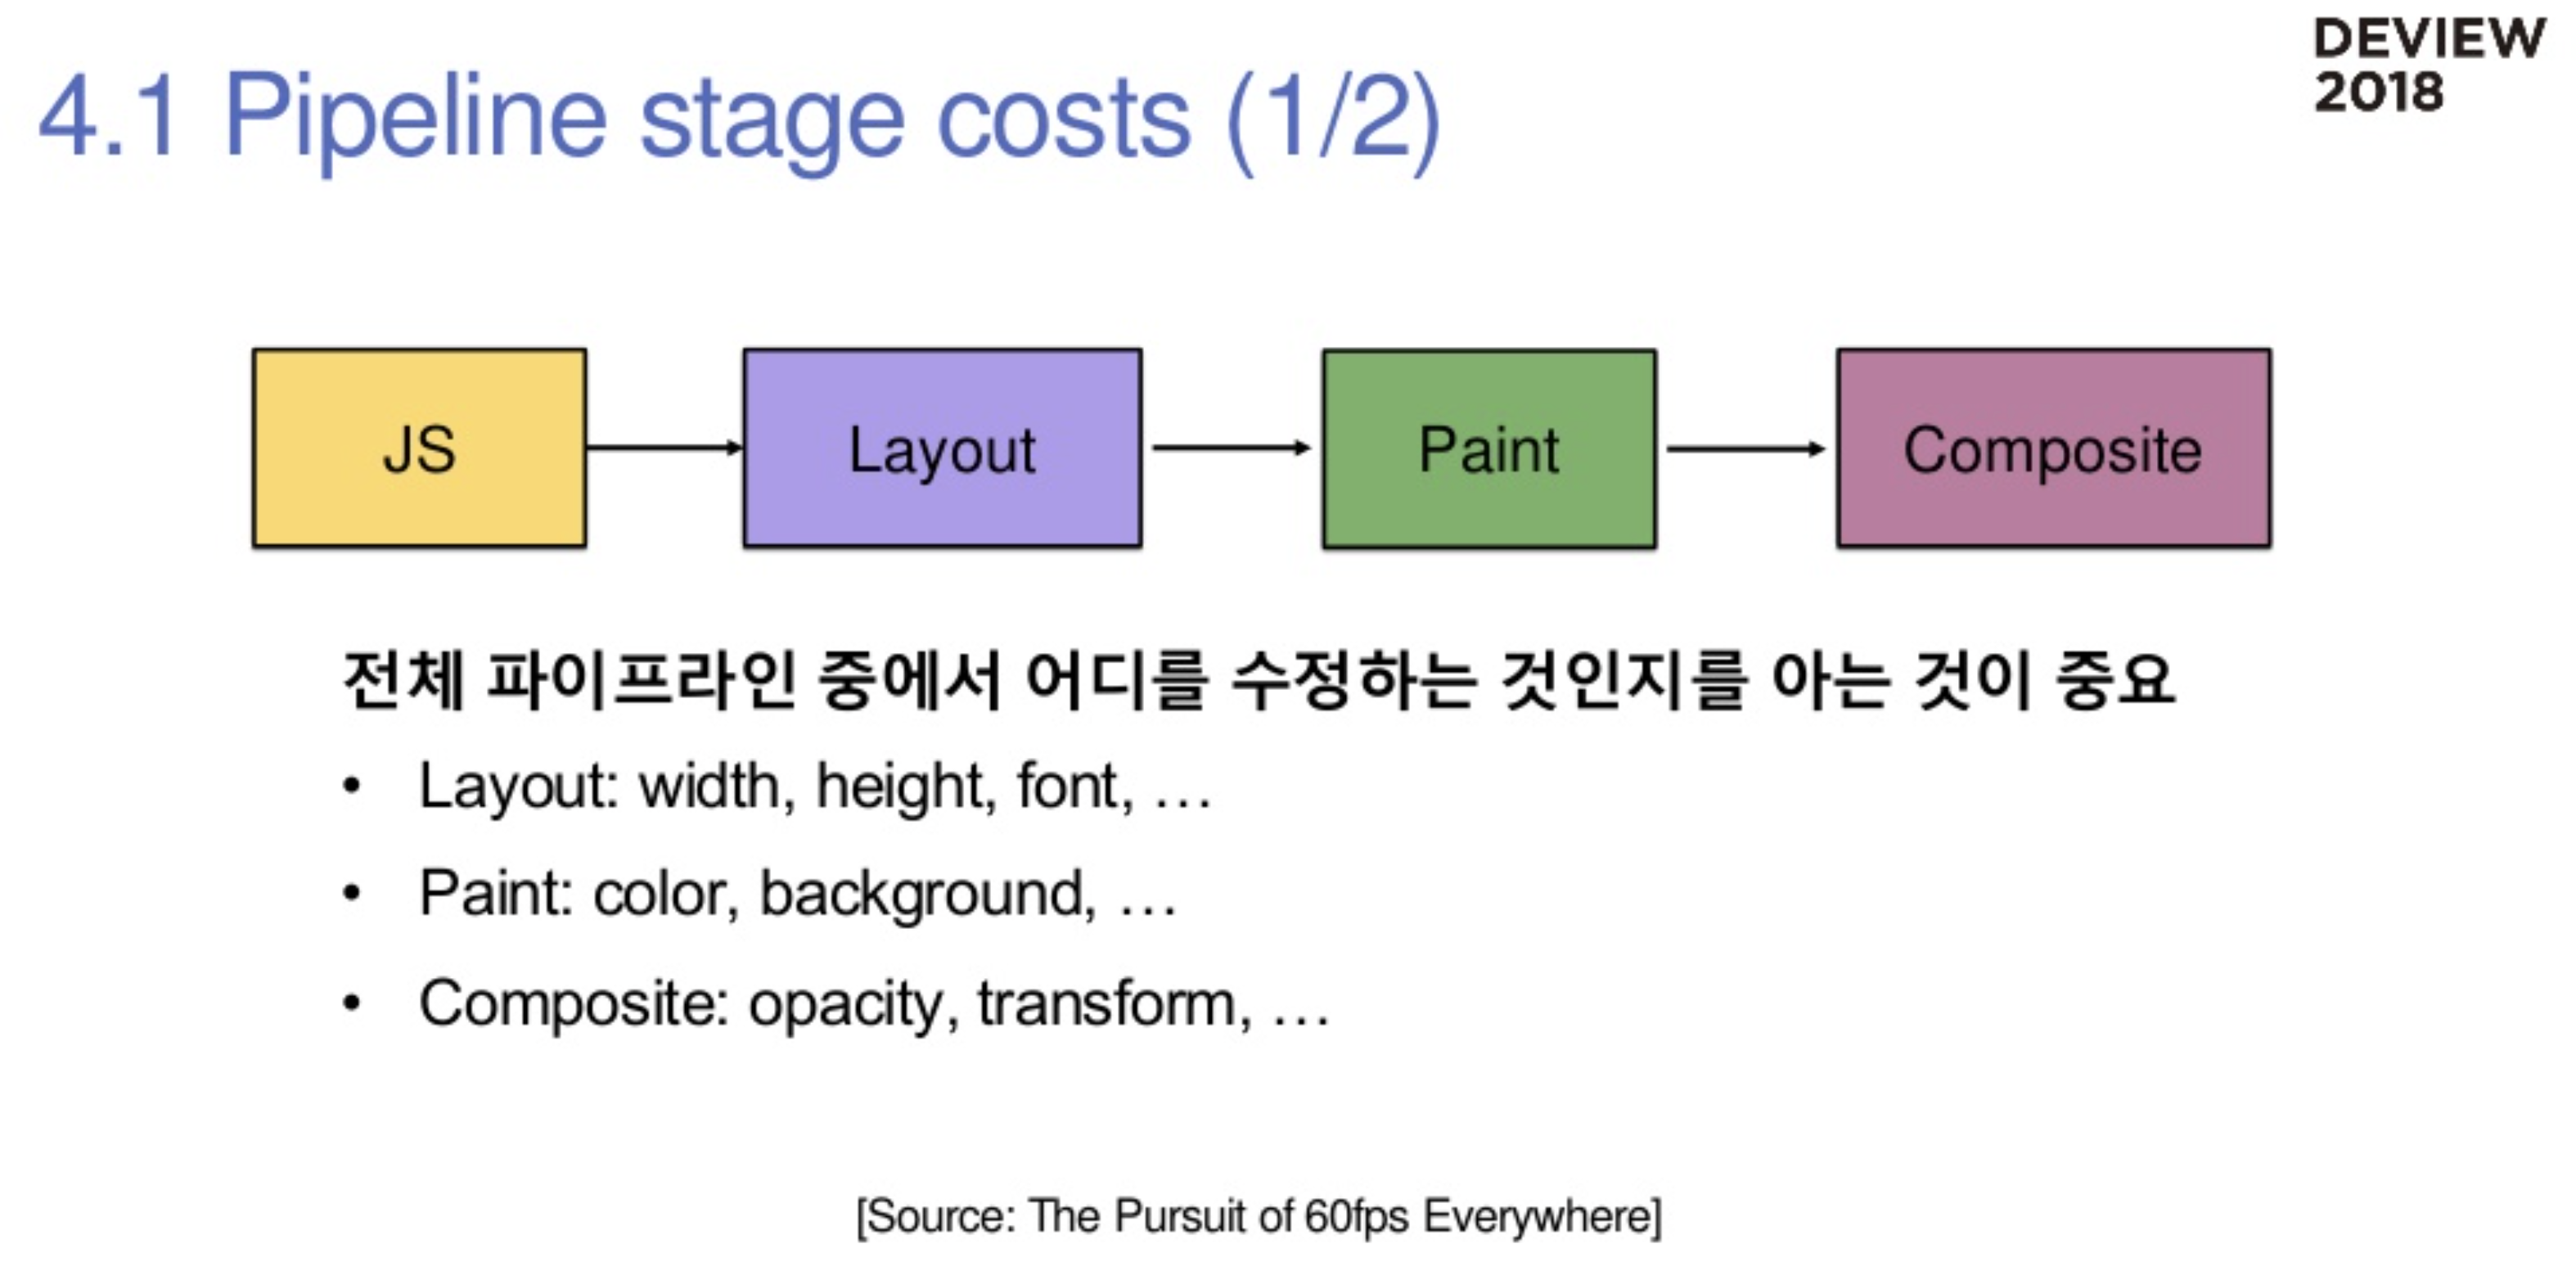 DEVIEW
2018
4.1 Pipeline stage costs (1/2)
JS
Layout
Paint
Composite
전체 파이프라인 중에서 어디를 수정하는 것인지를 아는 것이 중요
• Layout: width, height, font, …
• Paint: color, background, …
• Composite: opacity, transform, …
[Source: The Pursuit of 60fps Everywhere]